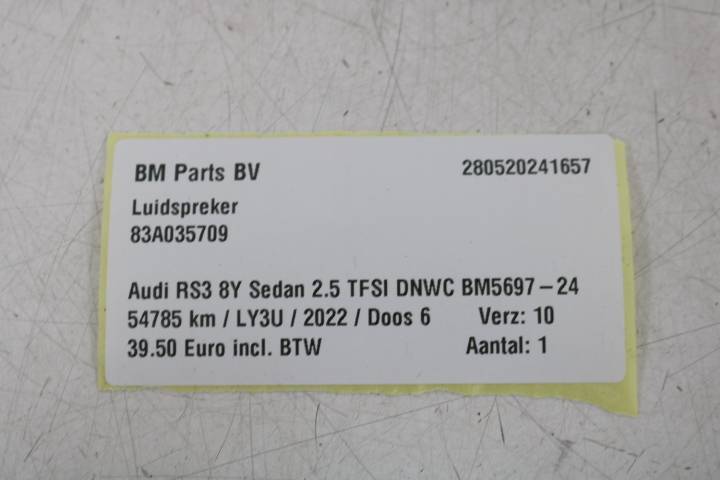 BM Parts BV 280520241657
Luidspreker
83A035709
Audi RS3 8Y Sedan 2.5 TFSI DNWC BM5697-24
54785 km / LY3U / 2022 / Doos 6 Verz: 10
39.50 Euro incl. BTW Aantal: 1